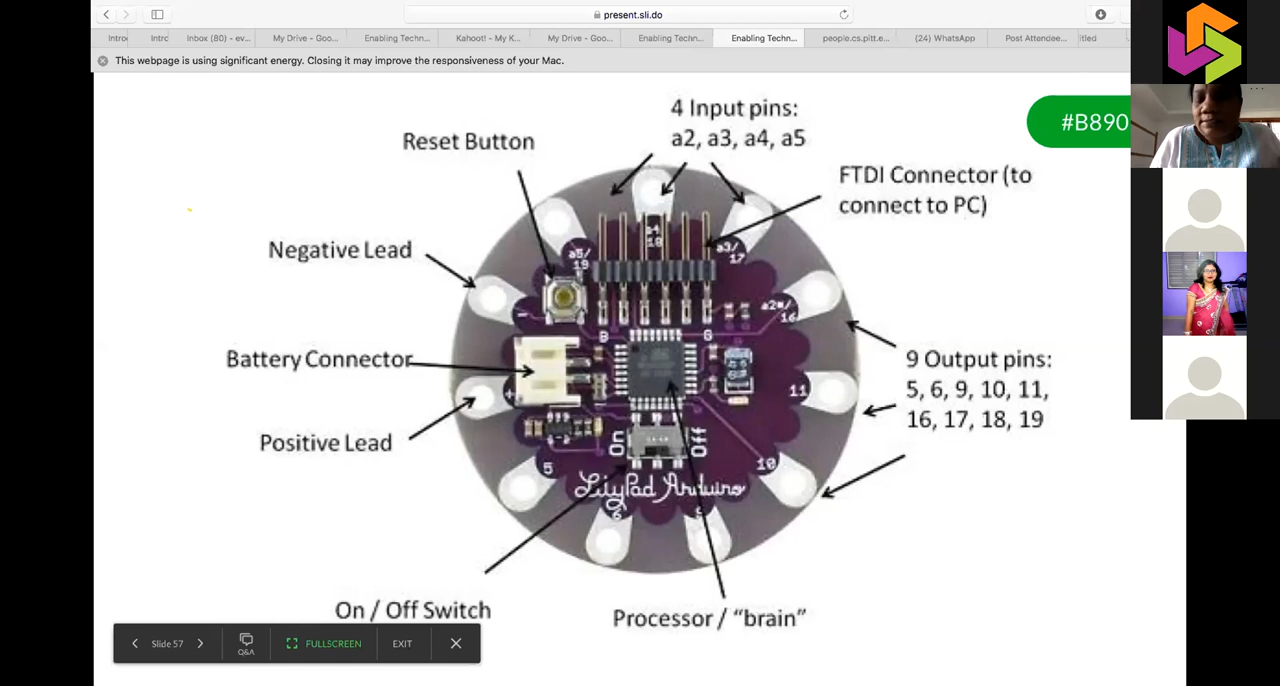 present.sli.do
Introd
Intro
Inbox (80) - ev...
My Drive - Goo...
Enabling Techn...
Kahoot! - My K...
My Drive - Goo...
Enabling Techn...
Enabling Techn...
people.cs.pitt.e...
(24) WhatsApp
Post Attendee...
titled
This webpage is using significant energy. Closing it may improve the responsiveness of your Mac.
4 Input pins:
a2, a3, a4, a5
#B890
Reset Button
FTDI Connector (to
connect to PC)
Negative Lead
Battery Connector
9 Output pins:
5, 6, 9, 10, 11,
16, 17, 18, 19
Positive Lead
a5/
19
a4
18
a3/
17
a2*/
16
B
G
-
+
11
10
9
6
5
On
Off
LilyPad Arduino
On / Off Switch
Processor / “brain”
Slide 57
Q&A
FULLSCREEN
EXIT